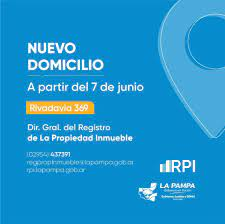 NUEVO
DOMICILIO
A partir del 7 de junio
Rivadavia 369
Dir. Gral. del Registro
de La Propiedad Inmueble
(02954) 437391
regpropinmueble@lapampa.gob.ar
rpi.lapampa.gob.ar
RPI
LA PAMPA